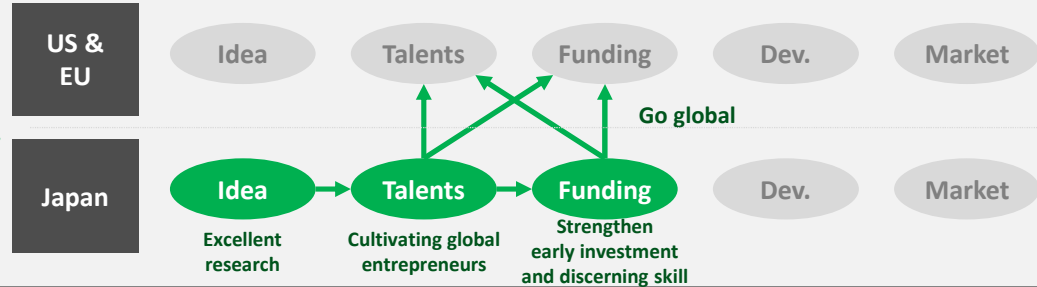 US &
EU
Idea
Talents
Funding
Dev.
Market
Go global
Japan
Idea
Talents
Funding
Dev.
Market
Excellent
research
Cultivating global
entrepreneurs
Strengthen
early investment
and discerning skill